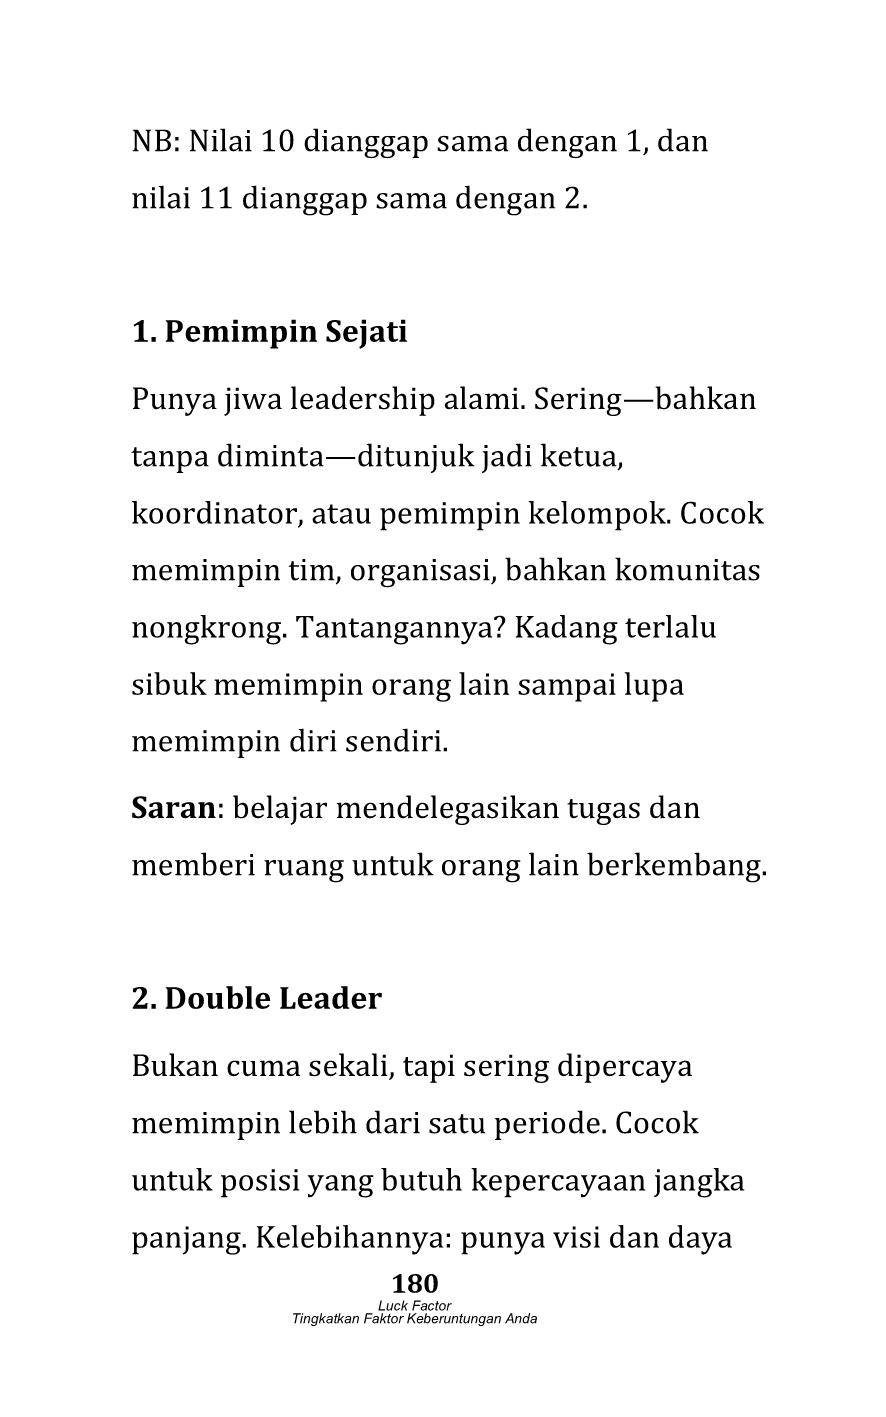 NB: Nilai 10 dianggap sama dengan 1, dan
nilai 11 dianggap sama dengan 2.
1. Pemimpin Sejati
Punya jiwa leadership alami. Sering—bahkan
tanpa diminta—ditunjuk jadi ketua,
koordinator, atau pemimpin kelompok. Cocok
memimpin tim, organisasi, bahkan komunitas
nongkrong. Tantangannya? Kadang terlalu
sibuk memimpin orang lain sampai lupa
memimpin diri sendiri.
Saran: belajar mendelegasikan tugas dan
memberi ruang untuk orang lain berkembang.
2. Double Leader
Bukan cuma sekali, tapi sering dipercaya
memimpin lebih dari satu periode. Cocok
untuk posisi yang butuh kepercayaan jangka
panjang. Kelebihannya: punya visi dan daya
180
Luck Factor
Tingkatkan Faktor Keberuntungan Anda